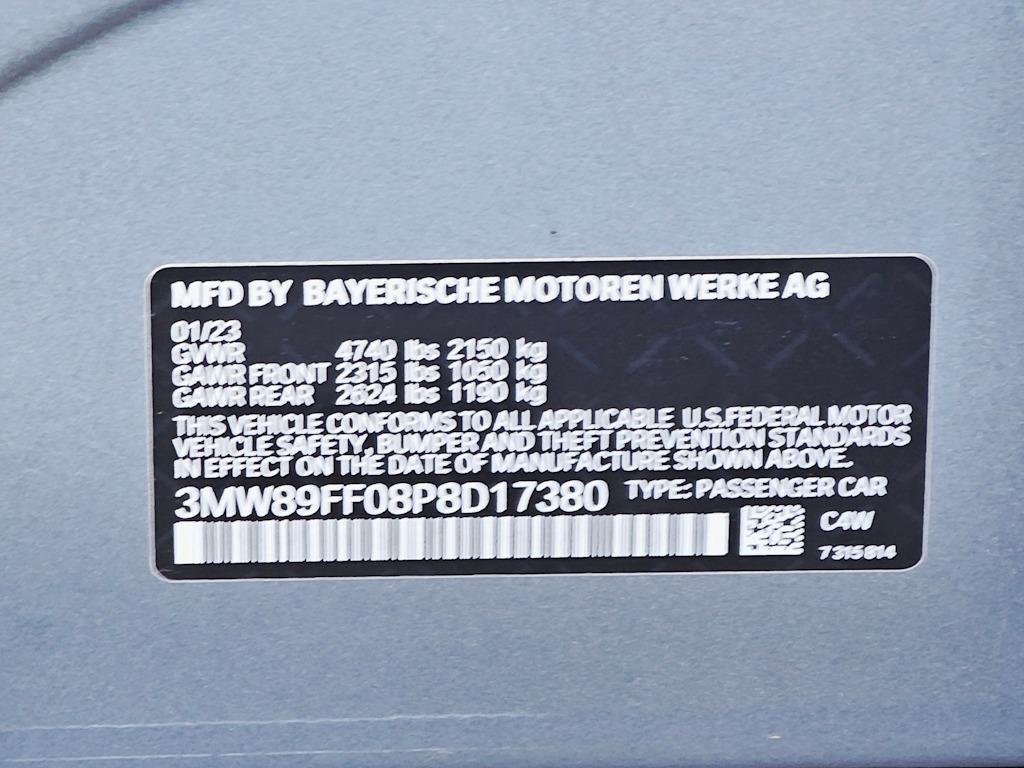 MFD BY BAYERISCHE MOTOREN WERKE AG
01/23
GVWR 4740 lbs 2150 kg
GAWR FRONT 2315 lbs 1050 kg
GAWR REAR 2624 lbs 1190 kg
THIS VEHICLE CONFORMS TO ALL APPLICABLE U.S.FEDERAL MOTOR
VEHICLE SAFETY, BUMPER AND THEFT PREVENTION STANDARDS
IN EFFECT ON THE DATE OF MANUFACTURE SHOWN ABOVE.
3MW89FF08P8D17380 TYPE: PASSENGER CAR
C4W
7315814